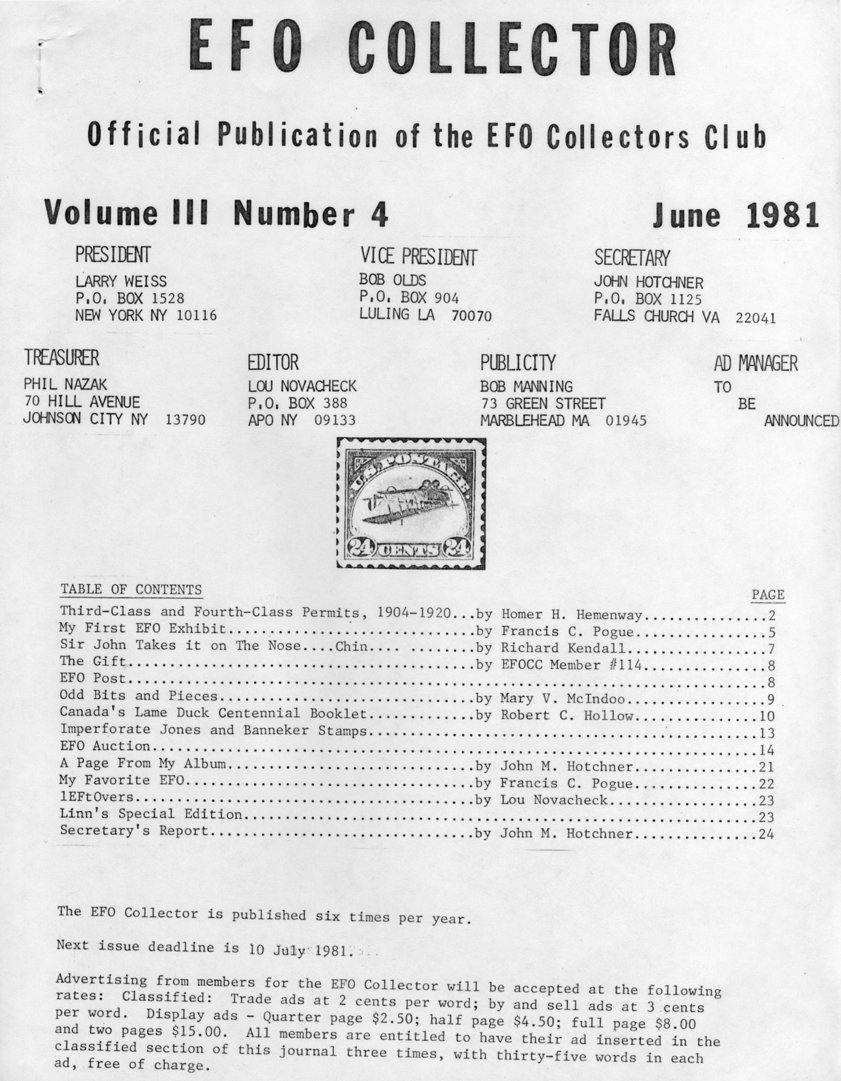 EFO COLLECTOR
Official Publication of the EFO Collectors Club
Volume III Number 4 June 1981
PRESIDENT VICE PRESIDENT SECRETARY
LARRY WEISS BOB OLDS JOHN HOTCHNER
P.O. BOX 1528 P.O. BOX 904 P.O. BOX 1125
NEW YORK NY 10116 LULING LA 70070 FALLS CHURCH VA 22041
TREASURER EDITOR PUBLICITY AD MANAGER
PHIL NAZAK LOU NOVACHECK BOB MANNING TO
70 HILL AVENUE P.O. BOX 388 73 GREEN STREET BE
JOHNSON CITY NY 13790 APO NY 09133 MARBLEHEAD MA 01945 ANNOUNCED
U.S. POSTAGE
24 CENTS 24
TABLE OF CONTENTS PAGE
Third-Class and Fourth-Class Permits, 1904-1920...by Homer H. Hemenway...............2
My First EFO Exhibit..............................by Francis C. Pogue................5
Sir John Takes it on The Nose....Chin.... ........by Richard Kendall.................7
The Gift..........................................by EFOCC Member #114...............8
EFO Post.............................................................................8
Odd Bits and Pieces...............................by Mary V. McIndoo.................9
Canada's Lame Duck Centennial Booklet.............by Robert C. Hollow...............10
Imperforate Jones and Banneker Stamps...............................................13
EFO Auction.........................................................................14
A Page From My Album..............................by John M. Hotchner...............21
My Favorite EFO...................................by Francis C. Pogue...............22
lEFtOvers.........................................by Lou Novacheck..................23
Linn's Special Edition..............................................................23
Secretary's Report................................by John M. Hotchner...............24
The EFO Collector is published six times per year.
Next issue deadline is 10 July 1981.
Advertising from members for the EFO Collector will be accepted at the following
rates: Classified: Trade ads at 2 cents per word; by and sell ads at 3 cents
per word. Display ads - Quarter page $2.50; half page $4.50; full page $8.00
and two pages $15.00. All members are entitled to have their ad inserted in the
classified section of this journal three times, with thirty-five words in each
ad, free of charge.